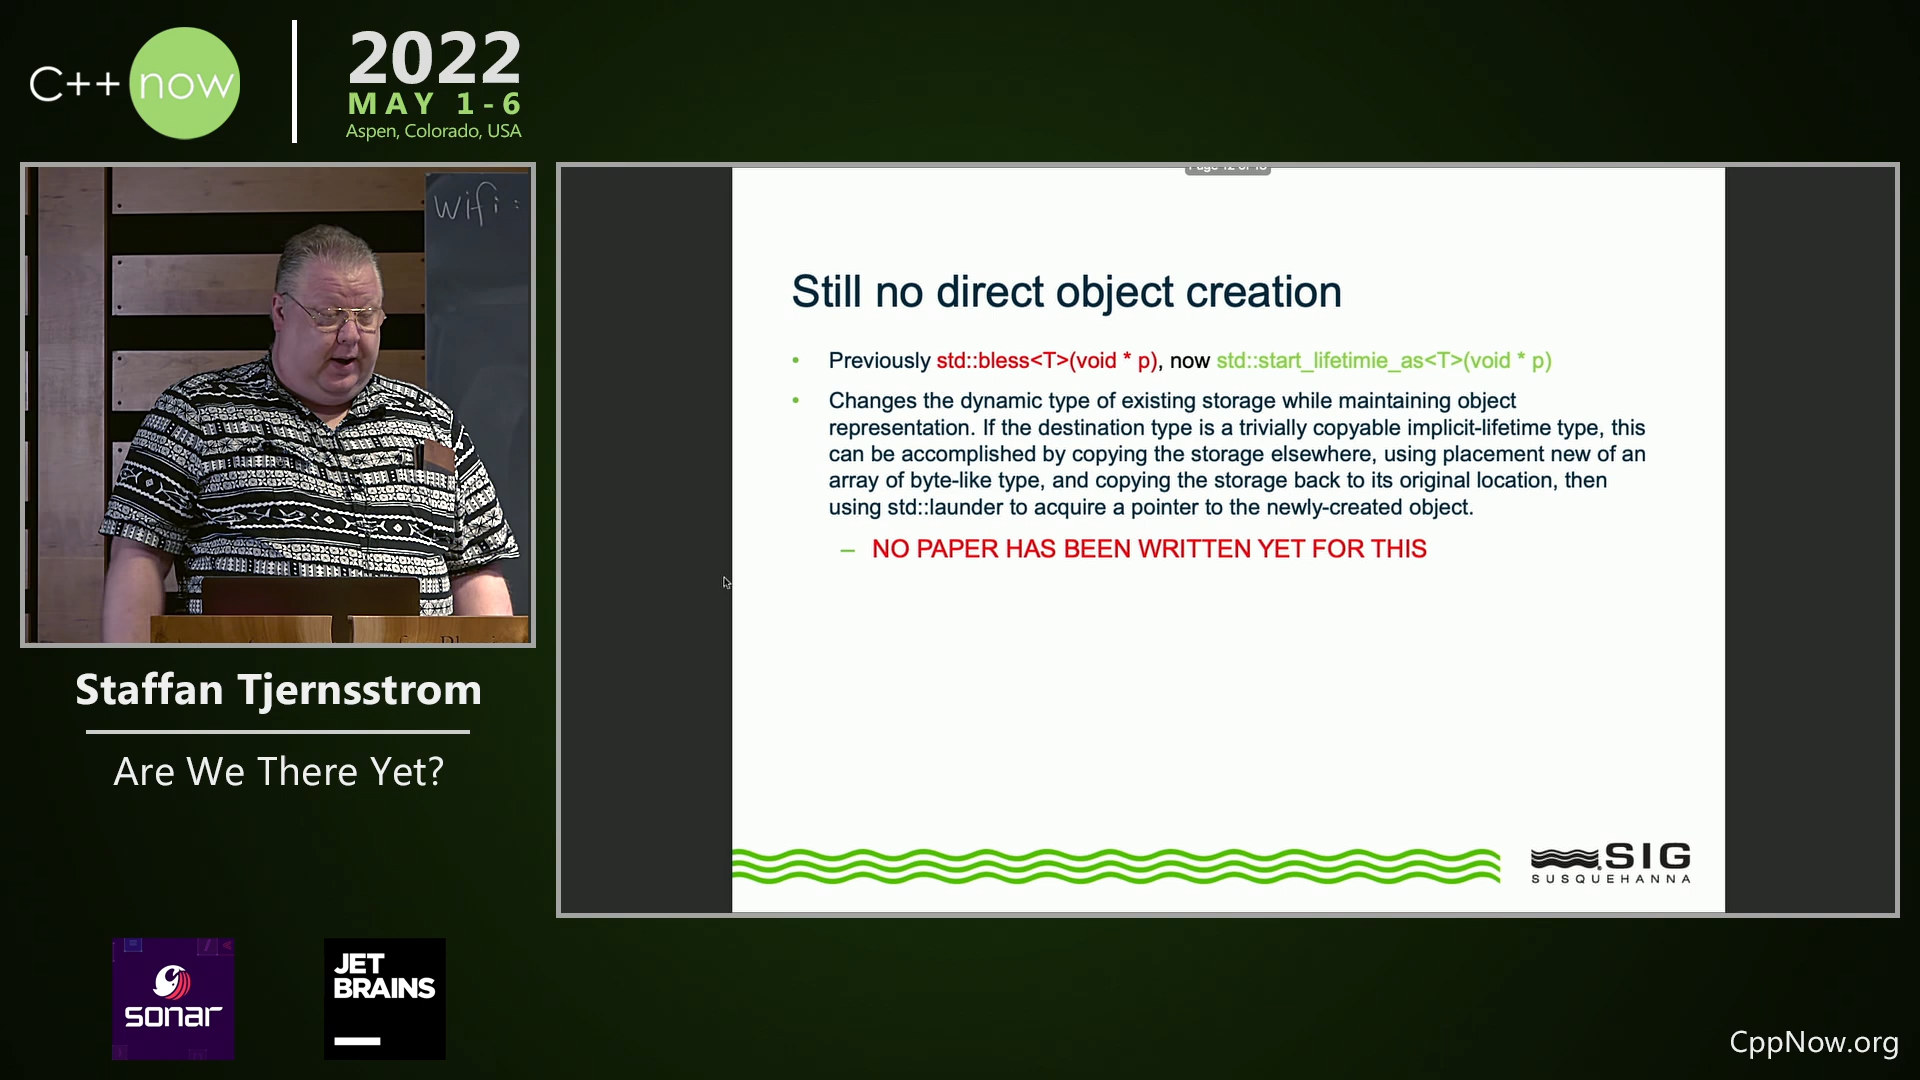 C++ now
2022
MAY 1-6
Aspen, Colorado, USA
Wifi :
Staffan Tjernsstrom
Are We There Yet?
Still no direct object creation
• Previously std::bless<T>(void * p), now std::start_lifetimie_as<T>(void * p)
• Changes the dynamic type of existing storage while maintaining object
representation. If the destination type is a trivially copyable implicit-lifetime type, this
can be accomplished by copying the storage elsewhere, using placement new of an
array of byte-like type, and copying the storage back to its original location, then
using std::launder to acquire a pointer to the newly-created object.
– NO PAPER HAS BEEN WRITTEN YET FOR THIS
SIG
SUSQUEHANNA
sonar
JET
BRAINS
CppNow.org